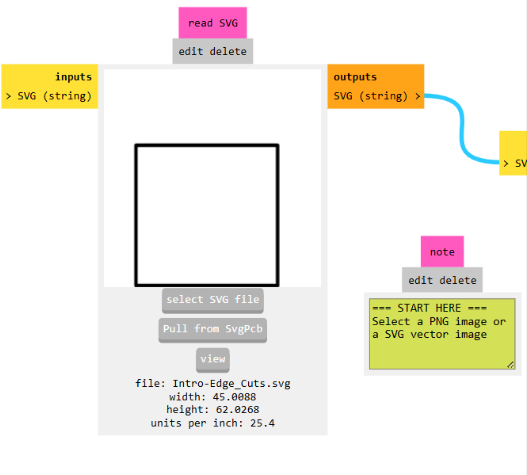 read SVG
edit delete
inputs
> SVG (string)
outputs
SVG (string) >
> SV
select SVG file
Pull from SvgPcb
view
file: Intro-Edge_Cuts.svg
width: 45.0088
height: 62.0268
units per inch: 25.4
note
edit delete
=== START HERE ===
Select a PNG image or
a SVG vector image